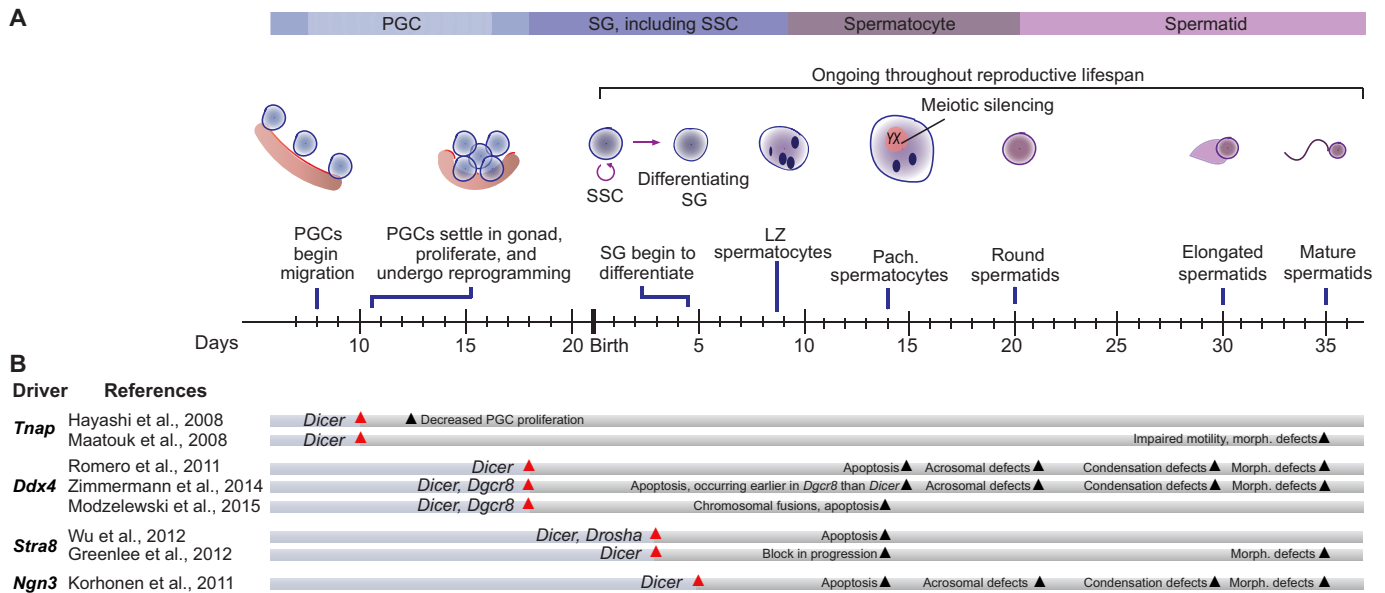 A
PGC
SG, including SSC
Spermatocyte
Spermatid
Ongoing throughout reproductive lifespan
Meiotic silencing
YX
SSC
Differentiating
SG
PGCs
begin
migration
PGCs settle in gonad,
proliferate, and
undergo reprogramming
SG begin to
differentiate
LZ
spermatocytes
Pach.
spermatocytes
Round
spermatids
Elongated
spermatids
Mature
spermatids
Days 10 15 20 Birth 5 10 15 20 25 30 35
B
Driver References
Tnap
Hayashi et al., 2008 Dicer Decreased PGC proliferation
Maatouk et al., 2008 Dicer Impaired motility, morph. defects
Ddx4
Romero et al., 2011 Dicer Apoptosis Acrosomal defects Condensation defects Morph. defects
Zimmermann et al., 2014 Dicer, Dgcr8 Apoptosis, occurring earlier in Dgcr8 than Dicer Acrosomal defects Condensation defects Morph. defects
Modzelewski et al., 2015 Dicer, Dgcr8 Chromosomal fusions, apoptosis
Stra8
Wu et al., 2012 Dicer, Drosha Apoptosis
Greenlee et al., 2012 Dicer Block in progression Morph. defects
Ngn3 Korhonen et al., 2011 Dicer Apoptosis Acrosomal defects Condensation defects Morph. defects